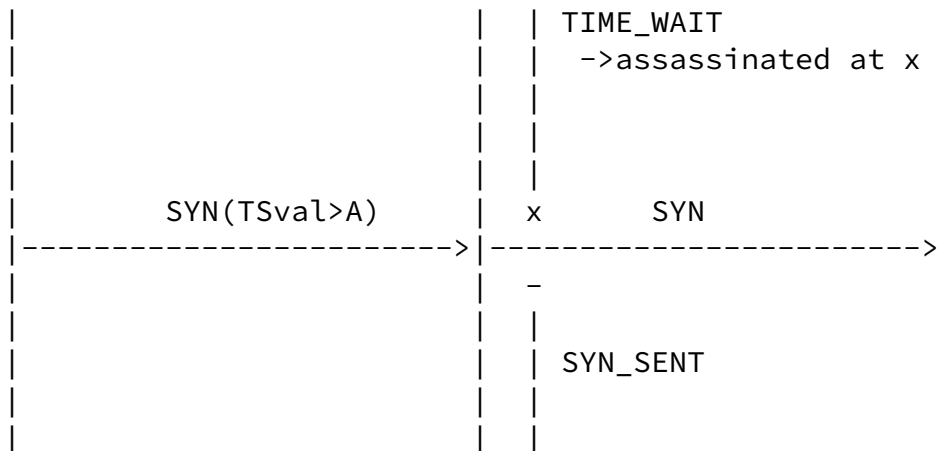 TIME_WAIT
->assassinated at x
SYN(TSval>A) x SYN
SYN_SENT